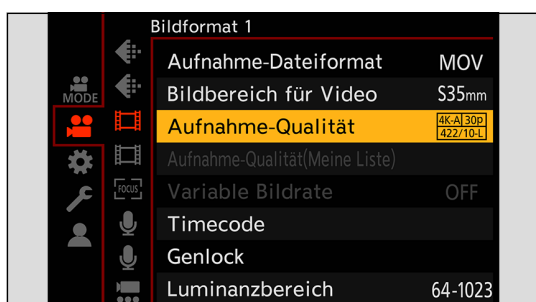 Bildformat 1
Aufnahme-Dateiformat MOV
MODE
Bildbereich für Video S35mm
Aufnahme-Qualität 4K-A 30p 422/10-L
Aufnahme-Qualität(Meine Liste)
FOCUS
Variable Bildrate OFF
Timecode
Genlock
Luminanzbereich 64-1023